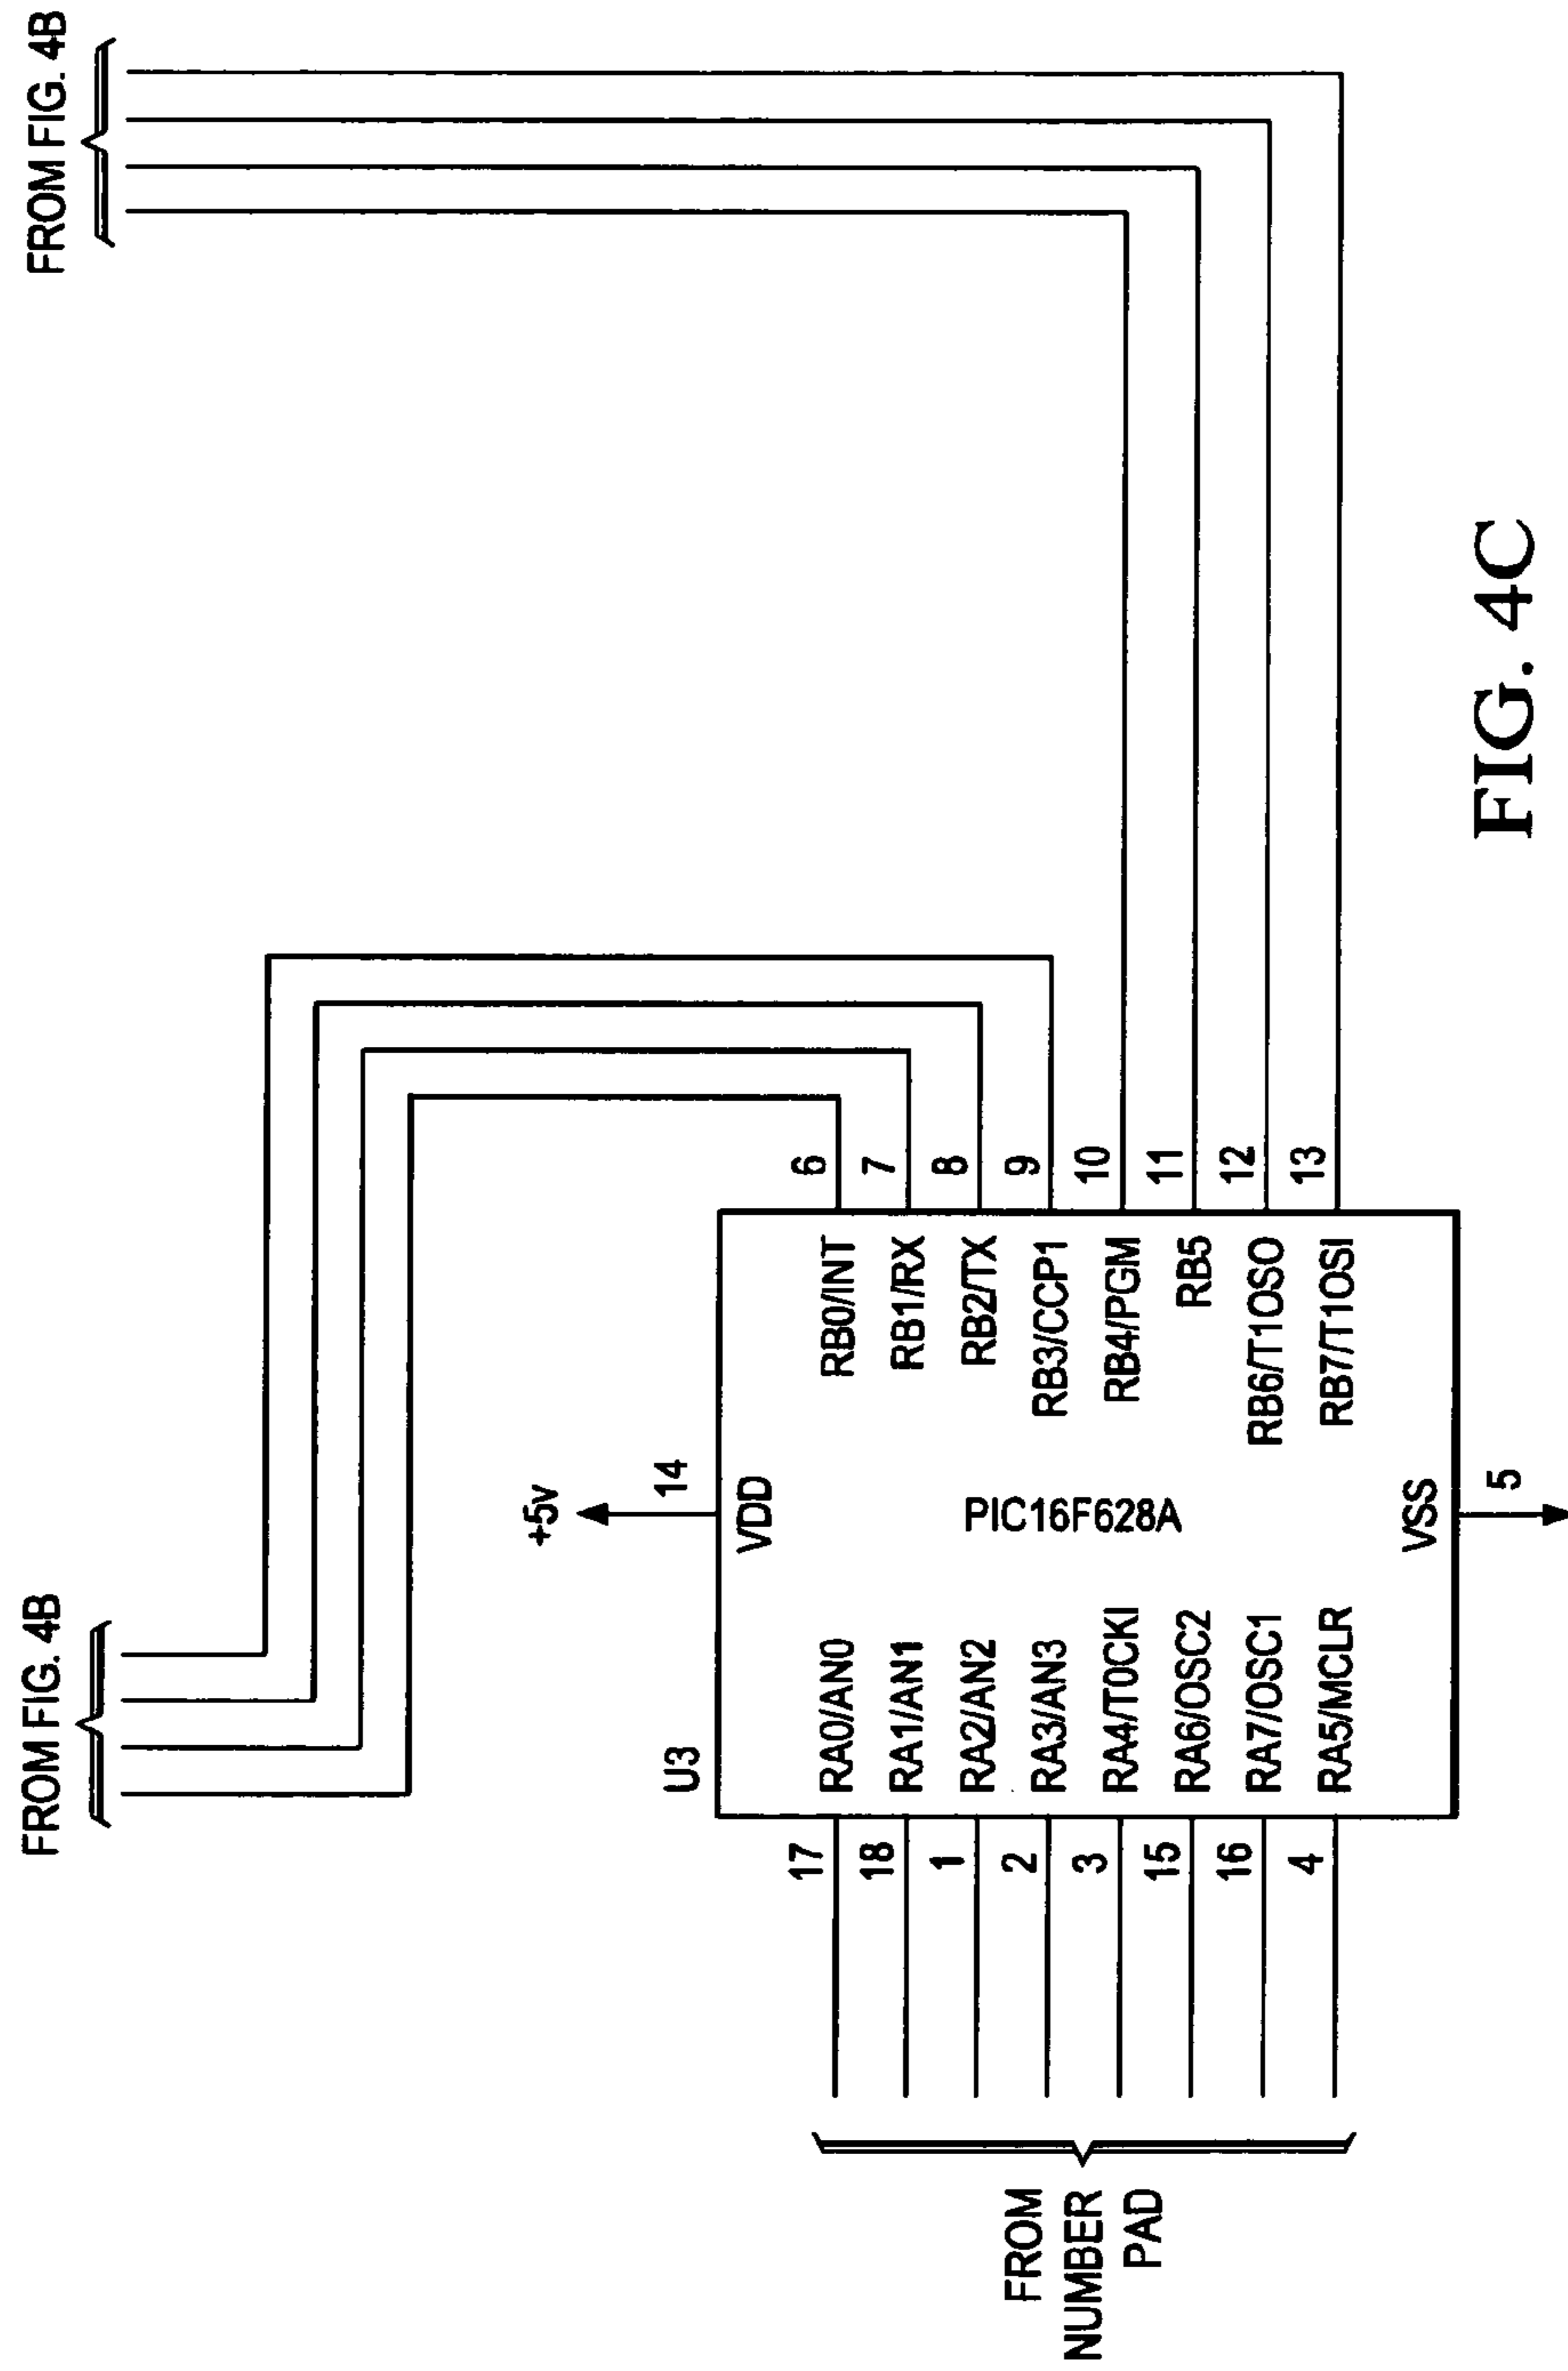 FROM FIG. 4B
FROM FIG. 4B
+5v
14
U3
VDD
17
RA0/AN0
RB0/INT
6
18
RA1/AN1
RB1/RX
7
1
RA2/AN2
RB2/TX
8
2
RA3/AN3
RB3/CCP1
9
PIC16F628A
3
RA4/T0CKI
RB4/PGM
10
15
RA6/OSC2
RB5
11
16
RA7/OSC1
RB6/T1OSO
12
4
RA5/MCLR
RB7/T1OSI
13
VSS
5
FROM
NUMBER
PAD
FIG. 4C